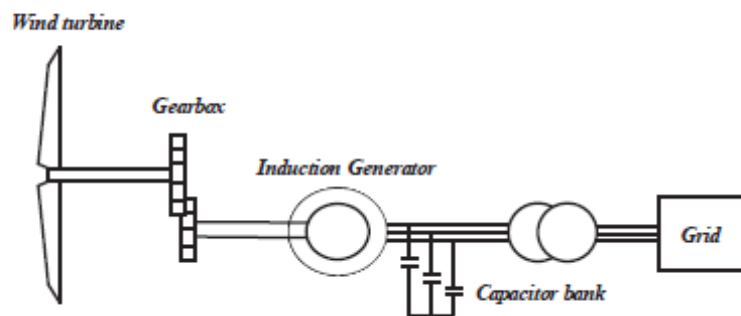 Wind turbine
Gearbox
Induction Generator
Grid
Capacitor bank